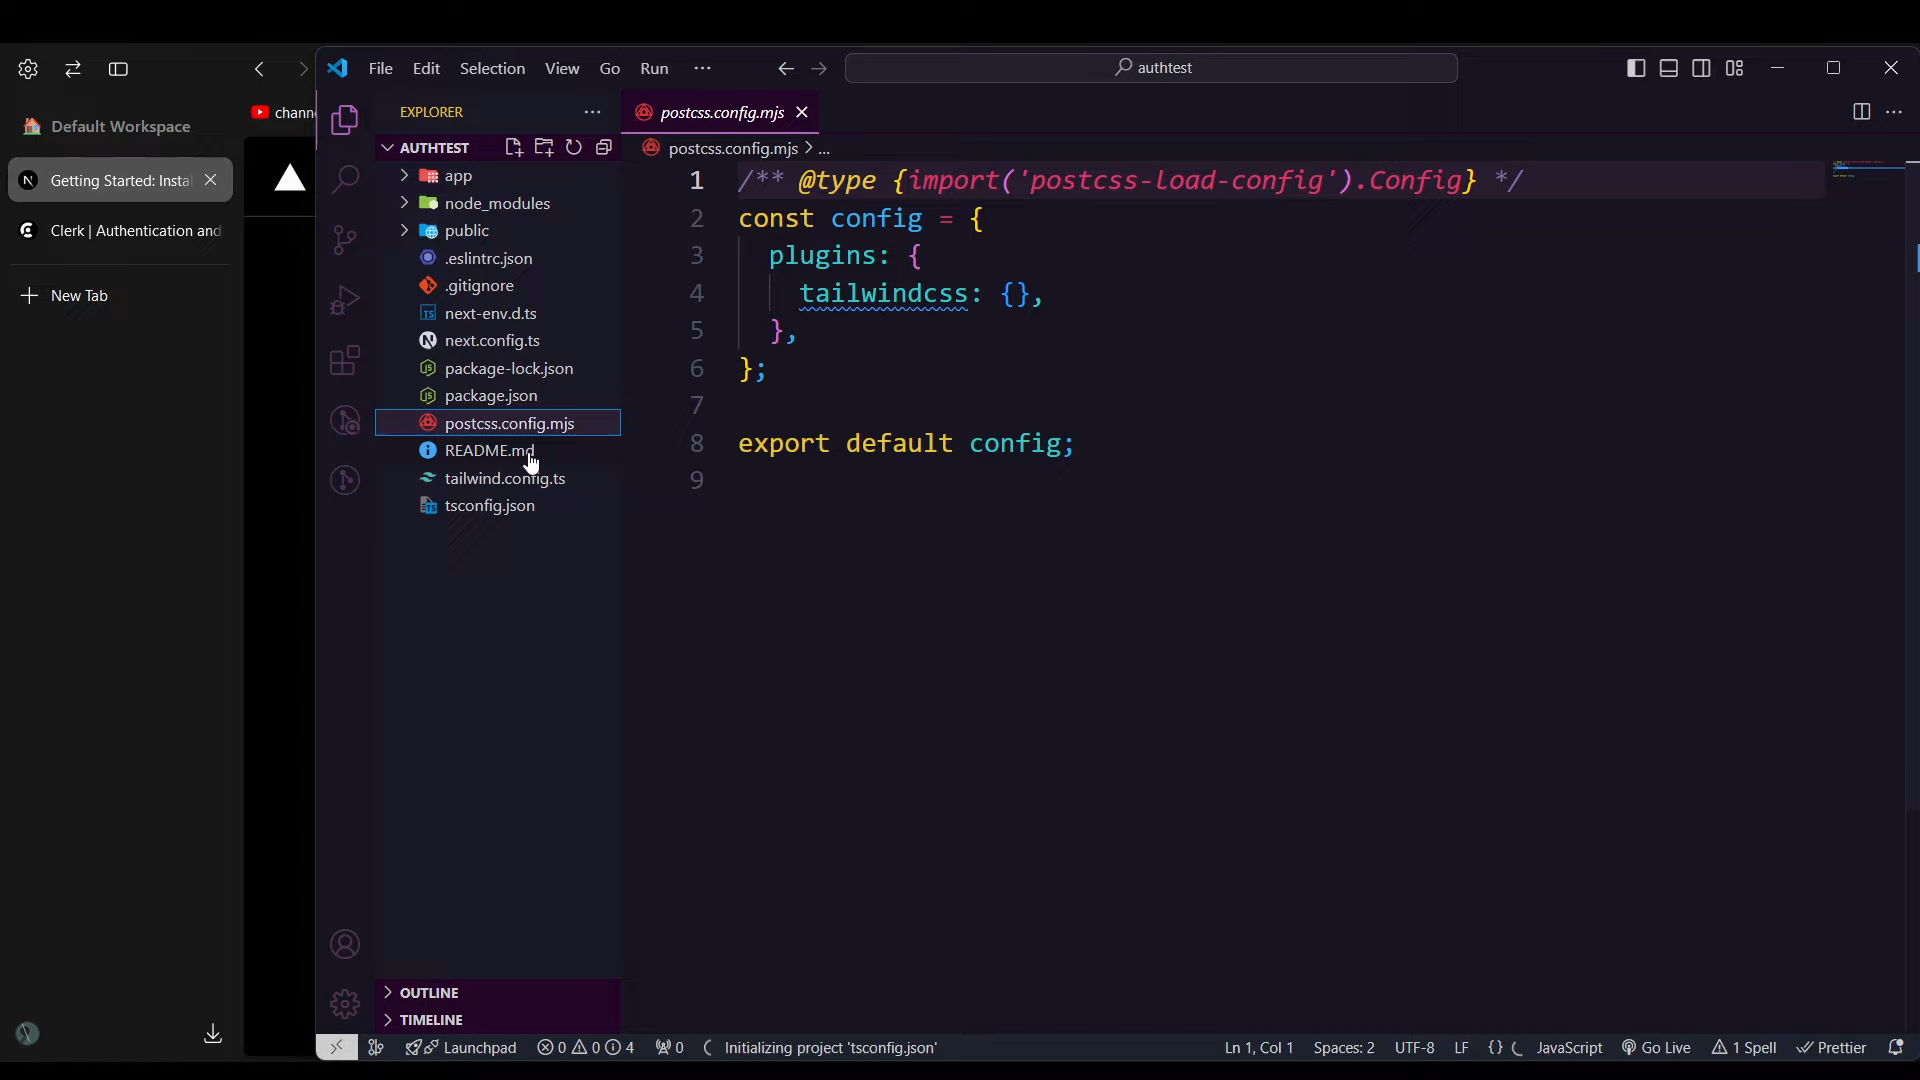 File Edit Selection View Go Run ··· authtest
chann
Default Workspace
Getting Started: Insta
Clerk | Authentication and
New Tab
EXPLORER
AUTHTEST
app
node_modules
public
.eslintrc.json
.gitignore
next-env.d.ts
next.config.ts
package-lock.json
package.json
postcss.config.mjs
README.md
tailwind.config.ts
tsconfig.json
OUTLINE
TIMELINE
postcss.config.mjs
postcss.config.mjs > ...
1 /** @type {import('postcss-load-config').Config} */
2 const config = {
3 plugins: {
4 tailwindcss: {},
5 },
6 };
7
8 export default config;
9
Launchpad 0 0 4 0 Initializing project 'tsconfig.json' Ln 1, Col 1 Spaces: 2 UTF-8 LF {} JavaScript Go Live 1 Spell Prettier